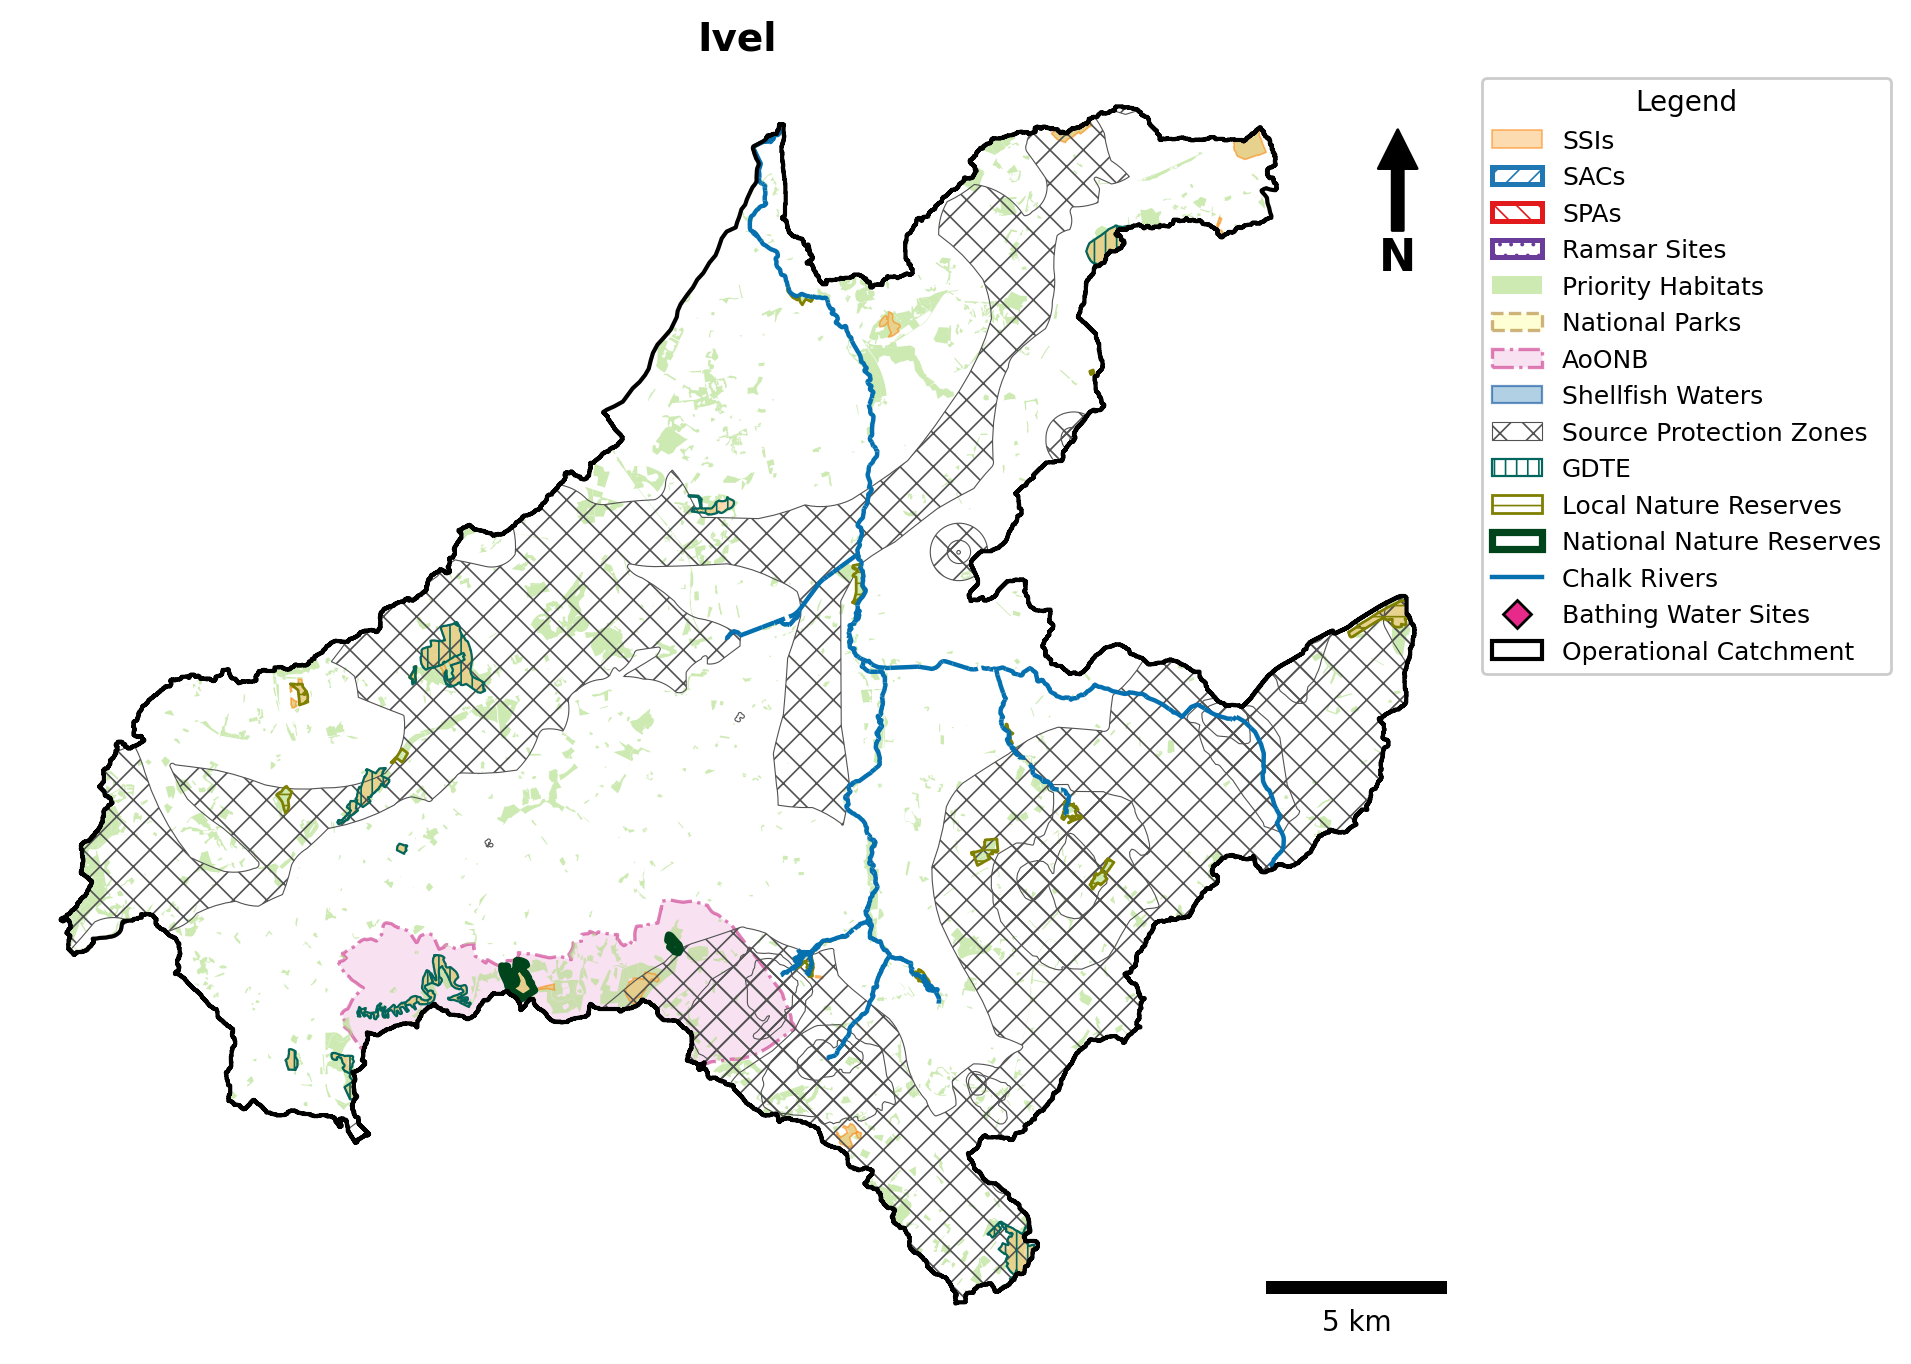 Ivel
N
Legend
SSIs
SACs
SPAs
Ramsar Sites
Priority Habitats
National Parks
AoONB
Shellfish Waters
Source Protection Zones
GDTE
Local Nature Reserves
National Nature Reserves
Chalk Rivers
Bathing Water Sites
Operational Catchment
5 km